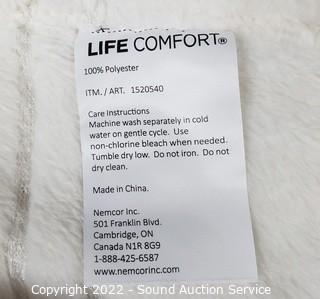 LIFE COMFORT®
100% Polyester
ITM. / ART. 1520540
Care Instructions
Machine wash separately in cold
water on gentle cycle. Use
non-chlorine bleach when needed.
Tumble dry low. Do not iron. Do not
dry clean.
Made in China.
Nemcor Inc.
501 Franklin Blvd.
Cambridge, ON
Canada N1R 8G9
1-888-425-6587
www.nemcorinc.com
Copyright 2022 - Sound Auction Service